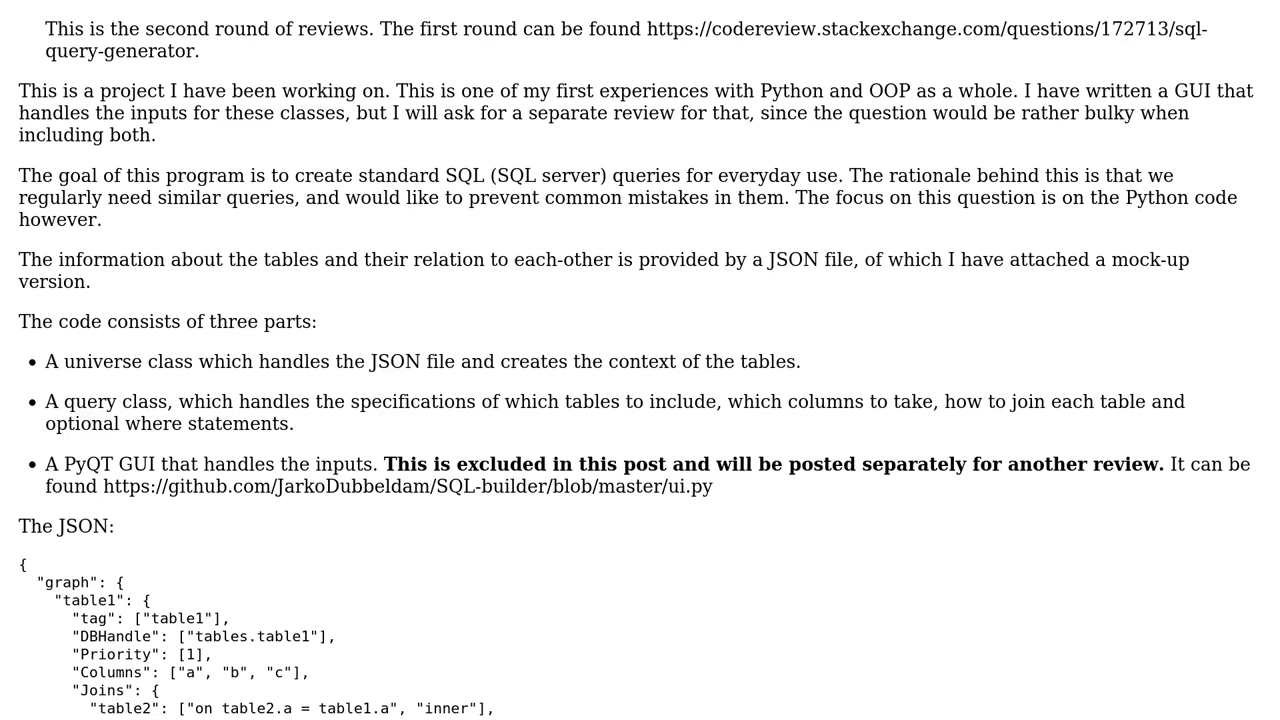 This is the second round of reviews. The first round can be found https://codereview.stackexchange.com/questions/172713/sql-
query-generator.
This is a project I have been working on. This is one of my first experiences with Python and OOP as a whole. I have written a GUI that
handles the inputs for these classes, but I will ask for a separate review for that, since the question would be rather bulky when
including both.
The goal of this program is to create standard SQL (SQL server) queries for everyday use. The rationale behind this is that we
regularly need similar queries, and would like to prevent common mistakes in them. The focus on this question is on the Python code
however.
The information about the tables and their relation to each-other is provided by a JSON file, of which I have attached a mock-up
version.
The code consists of three parts:
• A universe class which handles the JSON file and creates the context of the tables.
• A query class, which handles the specifications of which tables to include, which columns to take, how to join each table and
optional where statements.
• A PyQT GUI that handles the inputs. This is excluded in this post and will be posted separately for another review. It can be
found https://github.com/JarkoDubbeldam/SQL-builder/blob/master/ui.py
The JSON:
{
  "graph": {
    "table1": {
      "tag": ["table1"],
      "DBHandle": ["tables.table1"],
      "Priority": [1],
      "Columns": ["a", "b", "c"],
      "Joins": {
        "table2": ["on table2.a = table1.a", "inner"],